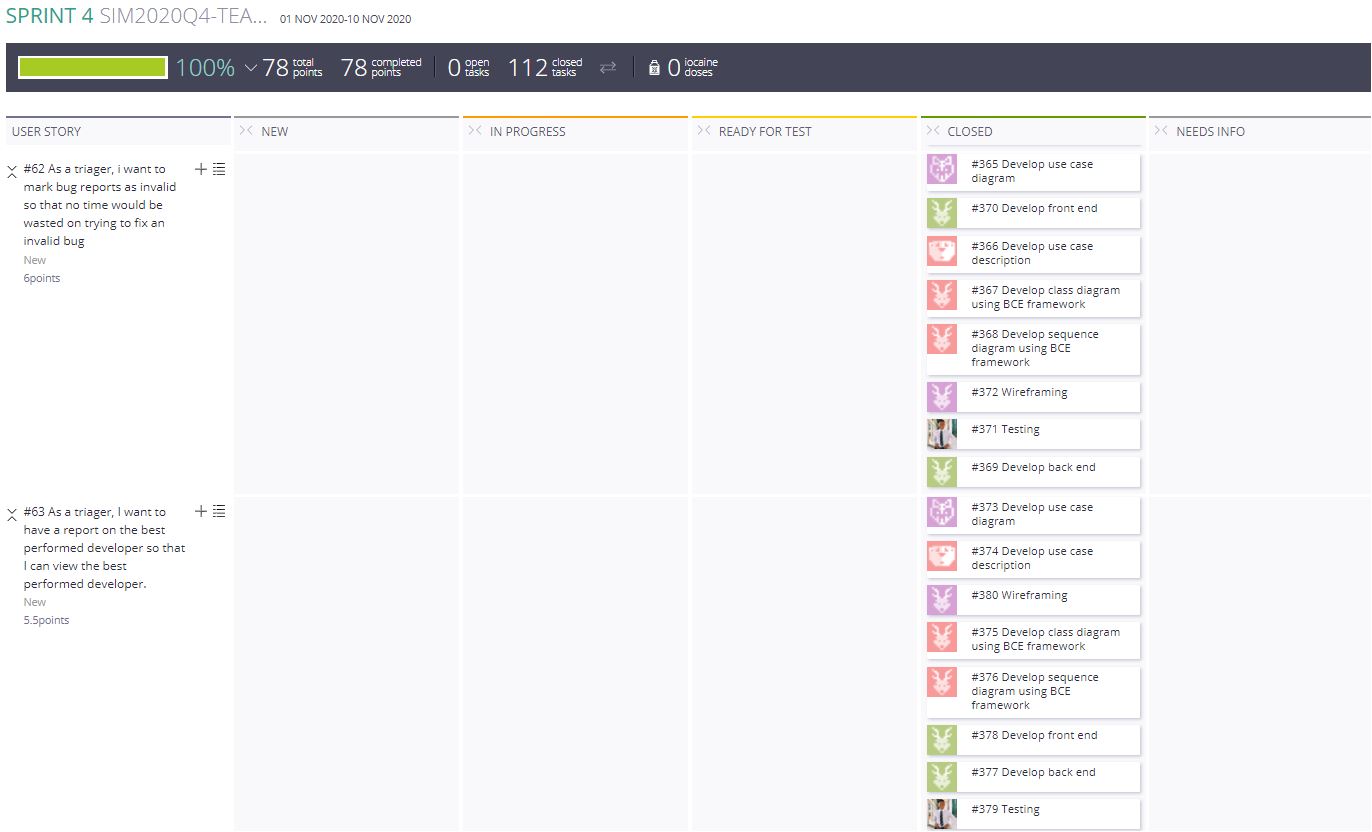 SPRINT 4 SIM2020Q4-TEA... 01 NOV 2020-10 NOV 2020
100% 78 total points 78 completed points 0 open tasks 112 closed tasks 0 iocaine doses
USER STORY NEW IN PROGRESS READY FOR TEST CLOSED NEEDS INFO
#62 As a triager, i want to
mark bug reports as invalid
so that no time would be
wasted on trying to fix an
invalid bug
New
6points
#365 Develop use case
diagram
#370 Develop front end
#366 Develop use case
description
#367 Develop class diagram
using BCE framework
#368 Develop sequence
diagram using BCE
framework
#372 Wireframing
#371 Testing
#369 Develop back end
#63 As a triager, I want to
have a report on the best
performed developer so that
I can view the best
performed developer.
New
5.5points
#373 Develop use case
diagram
#374 Develop use case
description
#380 Wireframing
#375 Develop class diagram
using BCE framework
#376 Develop sequence
diagram using BCE
framework
#378 Develop front end
#377 Develop back end
#379 Testing